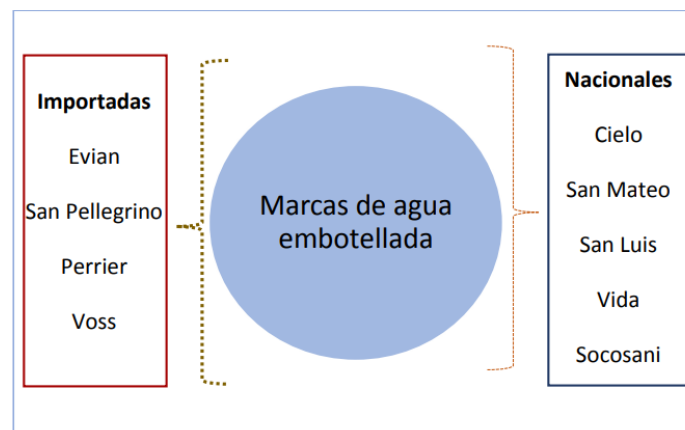 Importadas
Evian
San Pellegrino
Perrier
Voss
Marcas de agua
embotellada
Nacionales
Cielo
San Mateo
San Luis
Vida
Socosani